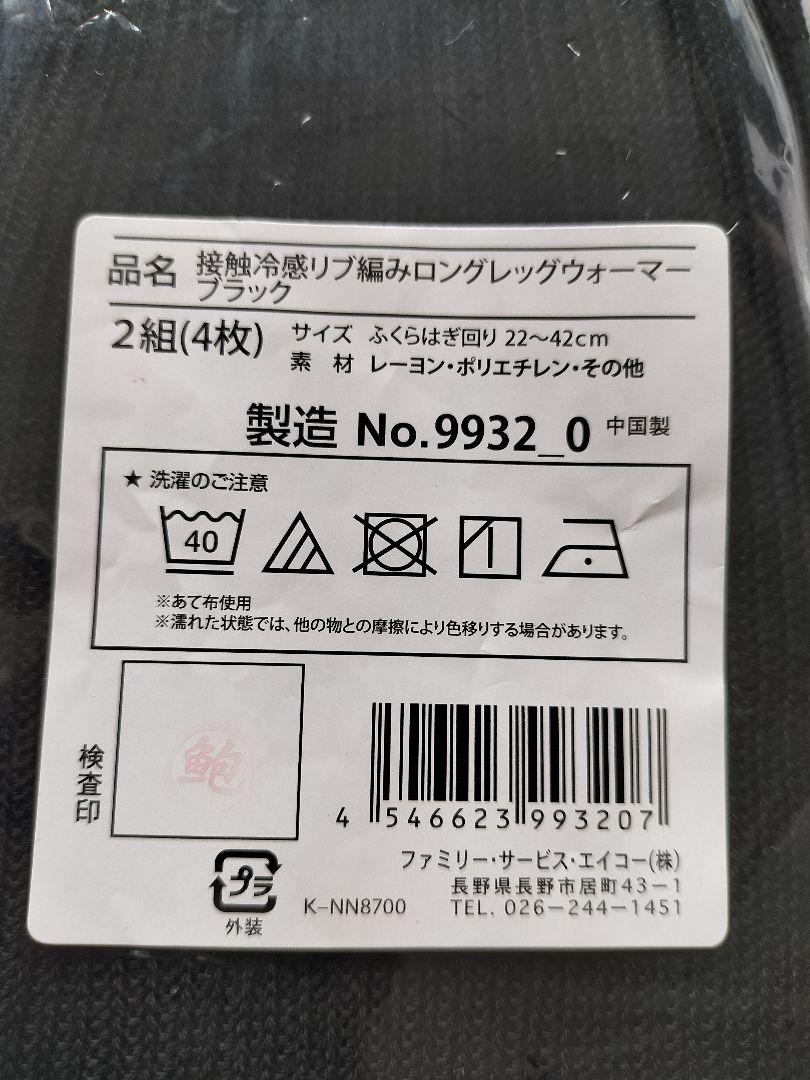 品名 接触冷感リブ編みロングレッグウォーマー
ブラック
2組(4枚) サイズ ふくらはぎ回り 22～42cm
素材 レーヨン・ポリエチレン・その他
製造 No.9932_0 中国製
★ 洗濯のご注意
40
※あて布使用
※濡れた状態では、他の物との摩擦により色移りする場合があります。
検査印
鮑
4 546623 993207
プラ
外装
ファミリー・サービス・エイコー(株)
長野県長野市居町43－1
K–NN8700 TEL. 026－244－1451